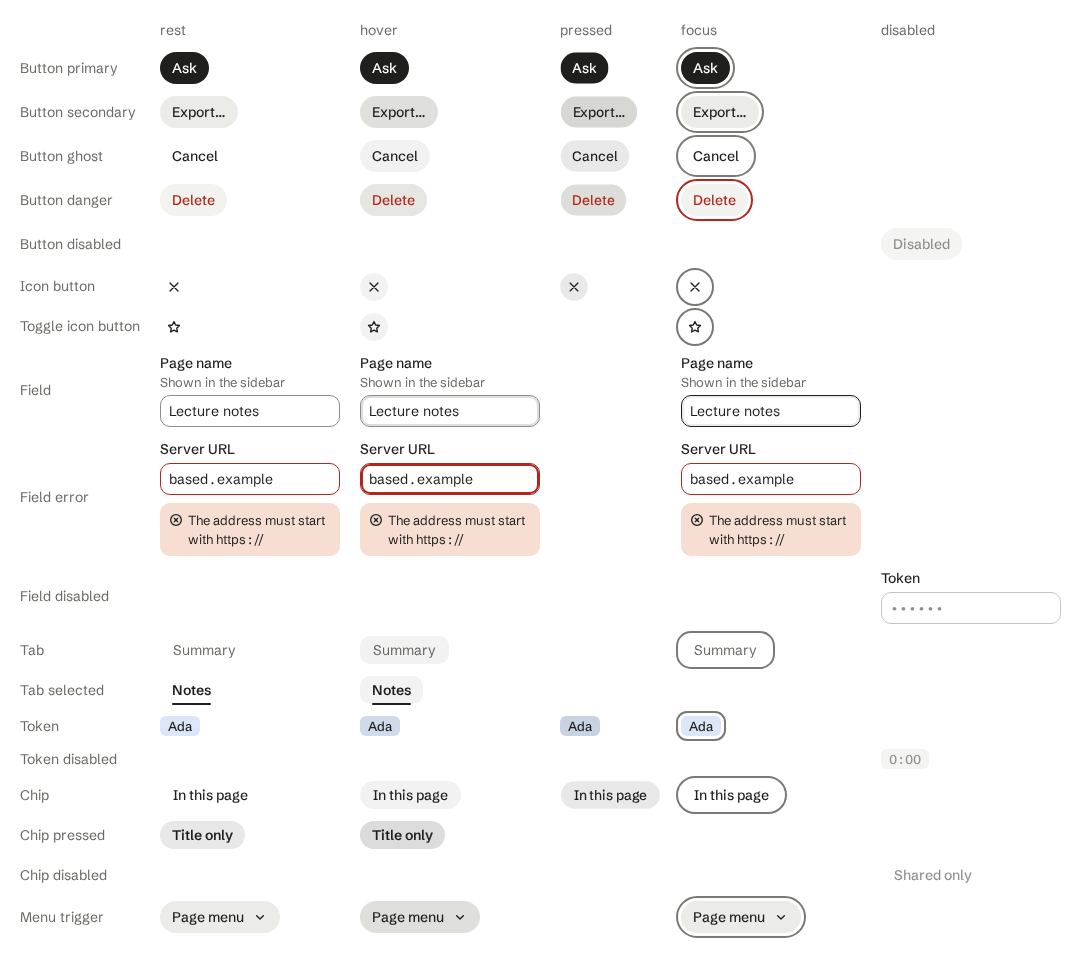 rest hover pressed focus disabled
Button primary Ask Ask Ask Ask
Button secondary Export… Export… Export… Export…
Button ghost Cancel Cancel Cancel Cancel
Button danger Delete Delete Delete Delete
Button disabled Disabled
Icon button
Toggle icon button
Page name Page name Page name
Shown in the sidebar Shown in the sidebar Shown in the sidebar
Field
Lecture notes Lecture notes Lecture notes
Server URL Server URL Server URL
based.example based.example based.example
Field error
The address must start The address must start The address must start
with https:// with https:// with https://
Token
Field disabled
••••••
Tab Summary Summary Summary
Tab selected Notes Notes
Token Ada Ada Ada Ada
Token disabled 0:00
Chip In this page In this page In this page In this page
Chip pressed Title only Title only
Chip disabled Shared only
Menu trigger Page menu Page menu Page menu